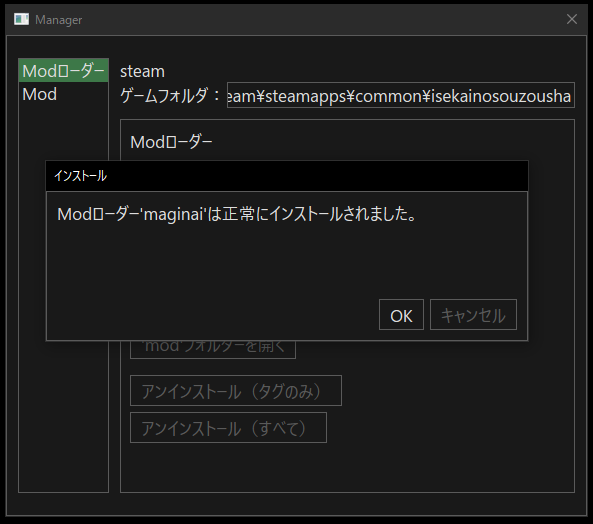 Manager
Modローダー
Mod
steam
ゲームフォルダ：eam¥steamapps¥common¥isekainosouzousha
Modローダー
インストール
Modローダー'maginai'は正常にインストールされました。
OK
キャンセル
'mod'フォルダーを開く
アンインストール（タグのみ）
アンインストール（すべて）